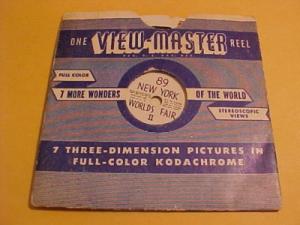 ONE VIEW-MASTER REEL
FULL COLOR
7 MORE WONDERS OF THE WORLD
STEREOSCOPIC
VIEWS
89
NEW YORK
WORLDS FAIR
II
7 THREE-DIMENSION PICTURES IN
FULL-COLOR KODACHROME